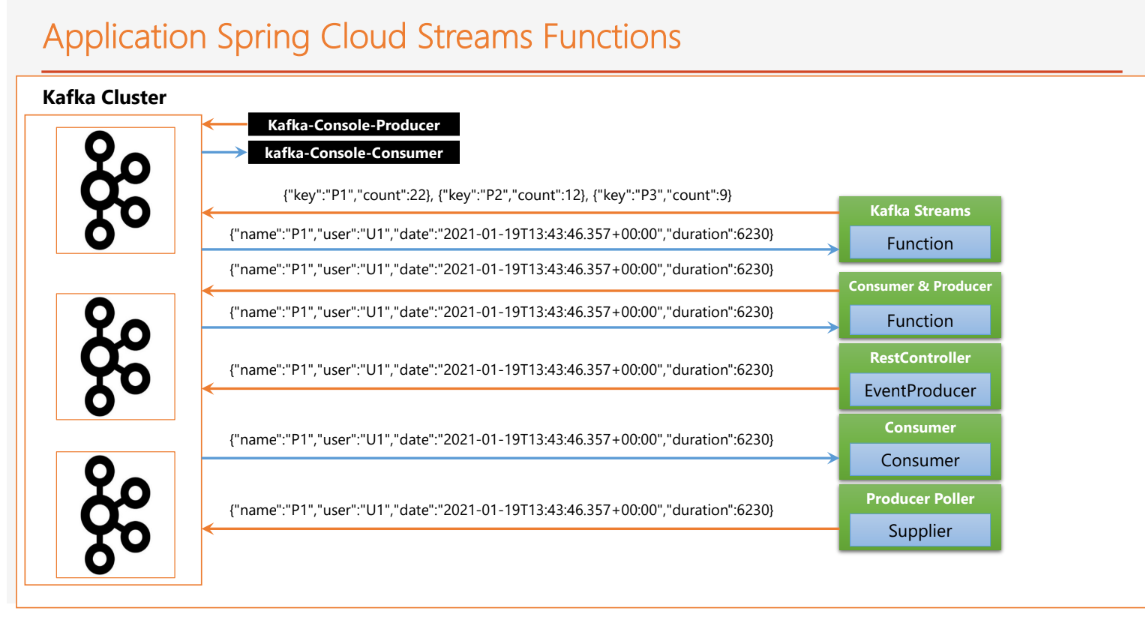 Application Spring Cloud Streams Functions
Kafka Cluster
Kafka-Console-Producer
kafka-Console-Consumer
{"key":"P1","count":22}, {"key":"P2","count":12}, {"key":"P3","count":9}
Kafka Streams
{"name":"P1","user":"U1","date":"2021-01-19T13:43:46.357+00:00","duration":6230}
Function
{"name":"P1","user":"U1","date":"2021-01-19T13:43:46.357+00:00","duration":6230}
Consumer & Producer
{"name":"P1","user":"U1","date":"2021-01-19T13:43:46.357+00:00","duration":6230}
Function
RestController
{"name":"P1","user":"U1","date":"2021-01-19T13:43:46.357+00:00","duration":6230}
EventProducer
Consumer
{"name":"P1","user":"U1","date":"2021-01-19T13:43:46.357+00:00","duration":6230}
Consumer
Producer Poller
{"name":"P1","user":"U1","date":"2021-01-19T13:43:46.357+00:00","duration":6230}
Supplier